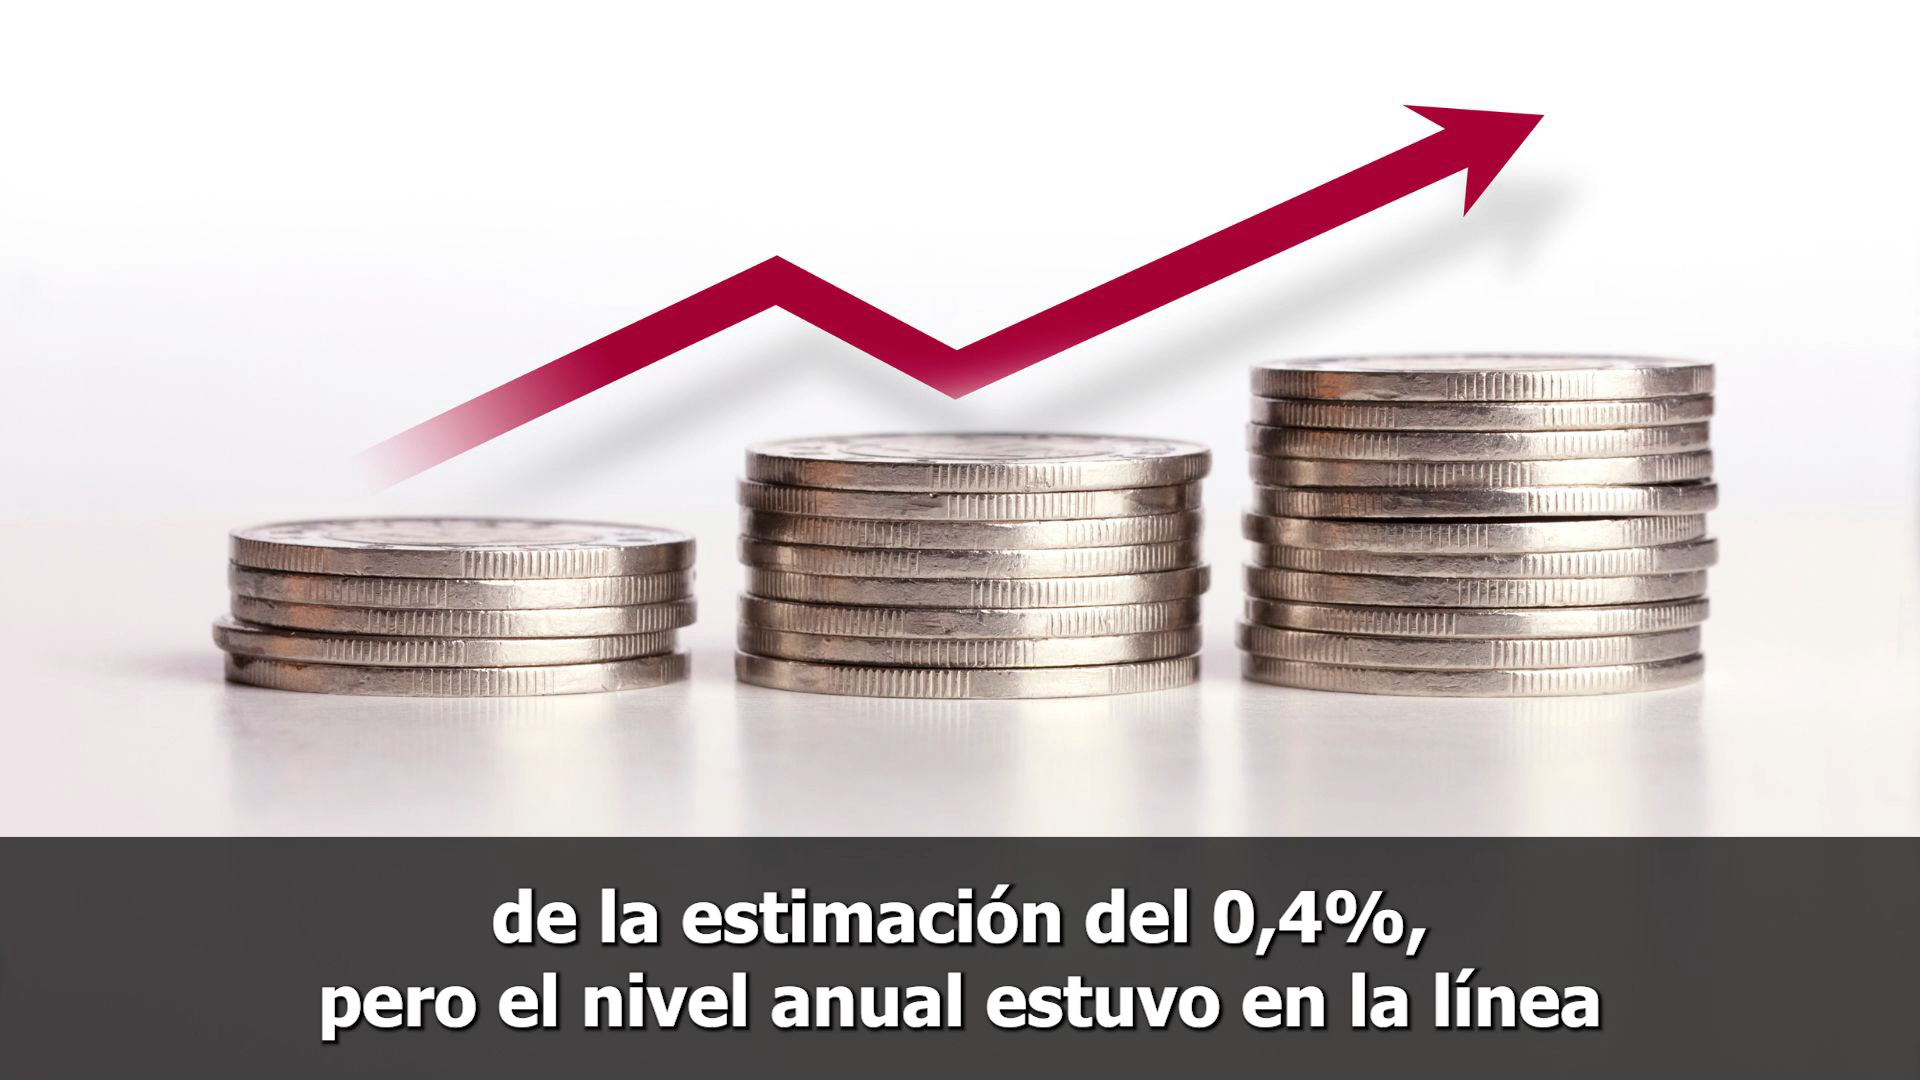 de la estimación del 0,4%,
pero el nivel anual estuvo en la línea